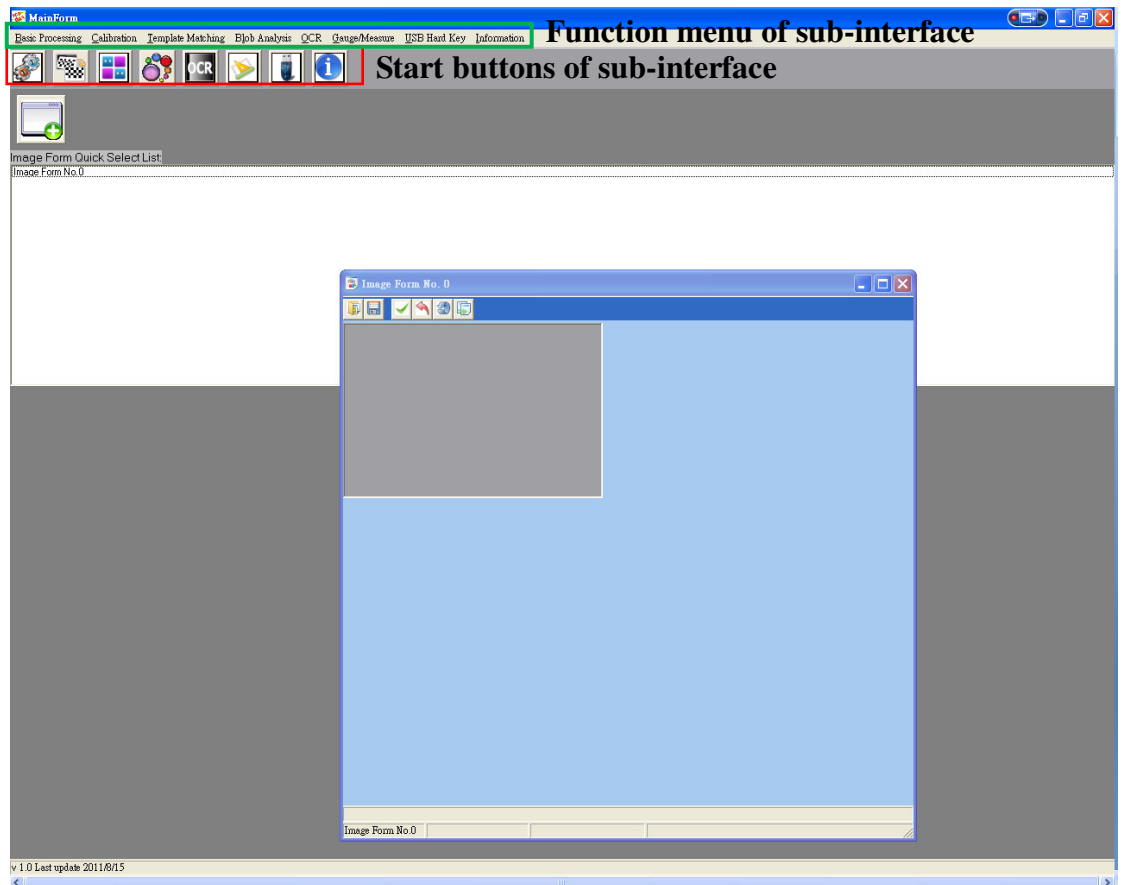 MainForm
Basic Processing Calibration Template Matching Blob Analysis OCR Gauge/Measure USB Hard Key Information
Function menu of sub-interface
OCR
Start buttons of sub-interface
Image Form Quick Select List:
Image Form No.0
Image Form No. 0
Image Form No.0
v 1.0 Last update 2011/8/15